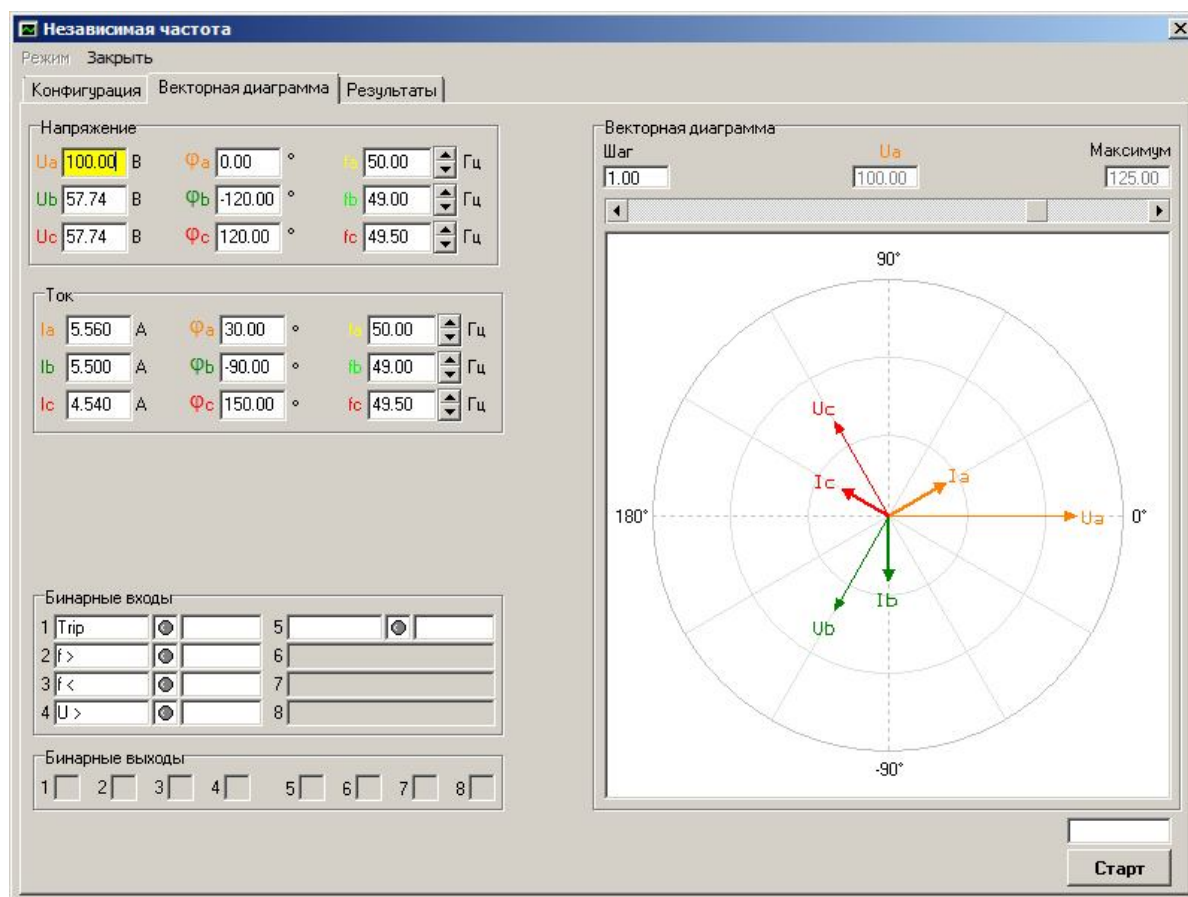 Независимая частота
Режим Закрыть
Конфигурация Векторная диаграмма Результаты
Напряжение
Ua 100.00 В φa 0.00 ° fa 50.00 Гц
Ub 57.74 В φb -120.00 ° fb 49.00 Гц
Uc 57.74 В φc 120.00 ° fc 49.50 Гц
Ток
Ia 5.560 А φa 30.00 ° fa 50.00 Гц
Ib 5.500 А φb -90.00 ° fb 49.00 Гц
Ic 4.540 А φc 150.00 ° fc 49.50 Гц
Бинарные входы
1 Trip 5
2 f > 6
3 f < 7
4 U > 8
Бинарные выходы
1 2 3 4 5 6 7 8
Векторная диаграмма
Шаг Ua Максимум
1.00 100.00 125.00
90°
Uc
Ic Ia
180° Ua 0°
Ib
Ub
-90°
Старт